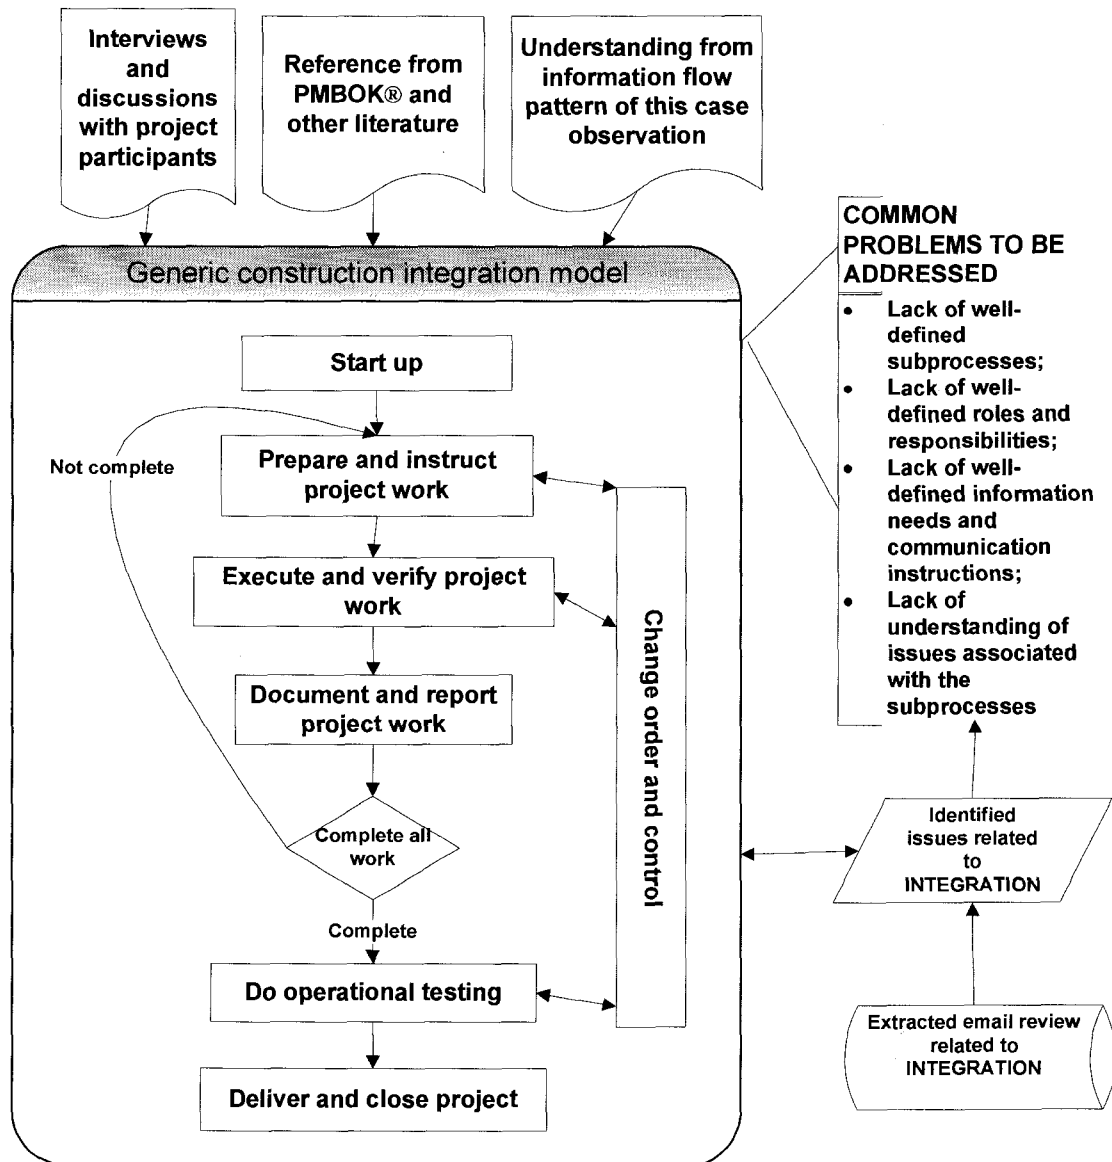 Interviews
and
discussions
with project
participants
Reference from
PMBOK® and
other literature
Understanding from
information flow
pattern of this case
observation
COMMON
PROBLEMS TO BE
ADDRESSED
• Lack of well-
defined
subprocesses;
• Lack of well-
defined roles and
responsibilities;
• Lack of well-
defined information
needs and
communication
instructions;
• Lack of
understanding of
issues associated
with the
subprocesses
Generic construction integration model
Start up
Not complete
Prepare and instruct
project work
Execute and verify project
work
Document and report
project work
Complete all
work
Complete
Do operational testing
Deliver and close project
Change order and control
Identified
issues related
to
INTEGRATION
Extracted email review
related to
INTEGRATION